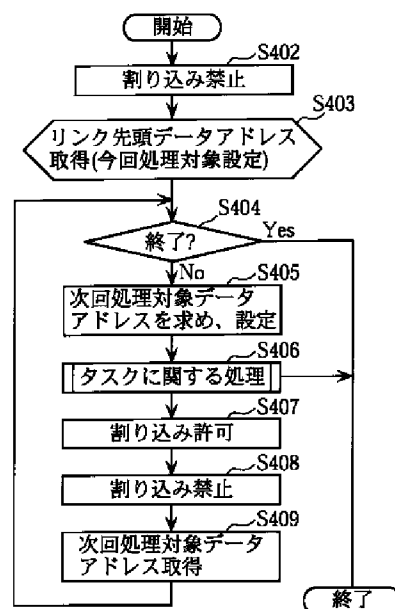 開始
S402
割り込み禁止
S403
リンク先頭データアドレス
取得(今回処理対象設定)
S404
終了?
Yes
No
S405
次回処理対象データ
アドレスを求め、設定
S406
タスクに関する処理
S407
割り込み許可
S408
割り込み禁止
S409
次回処理対象データ
アドレス取得
終了